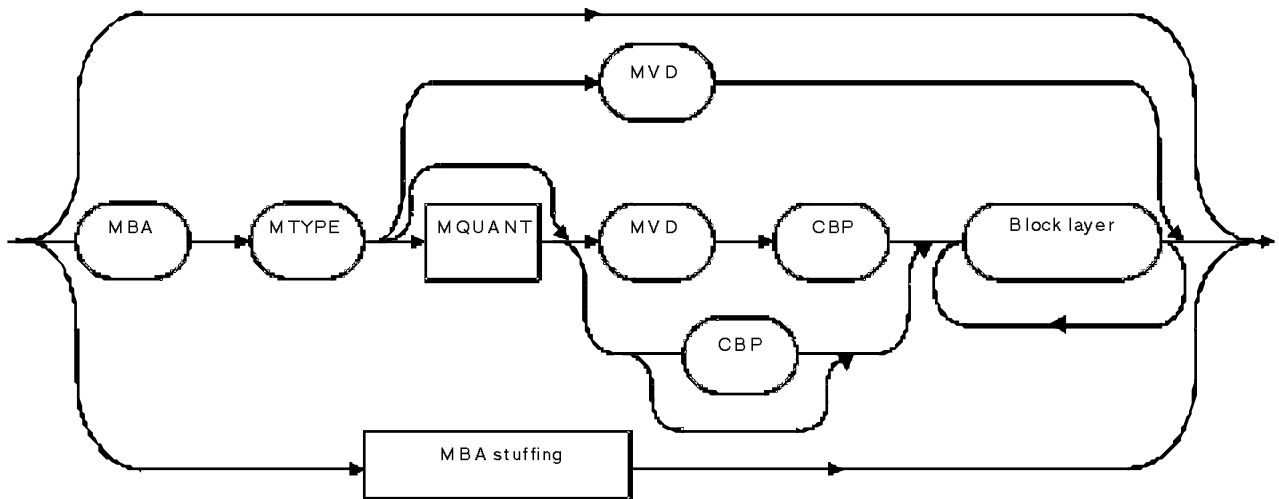 MVD
MBA
MTYPE
MQUANT
MVD
CBP
Block layer
CBP
MBA stuffing